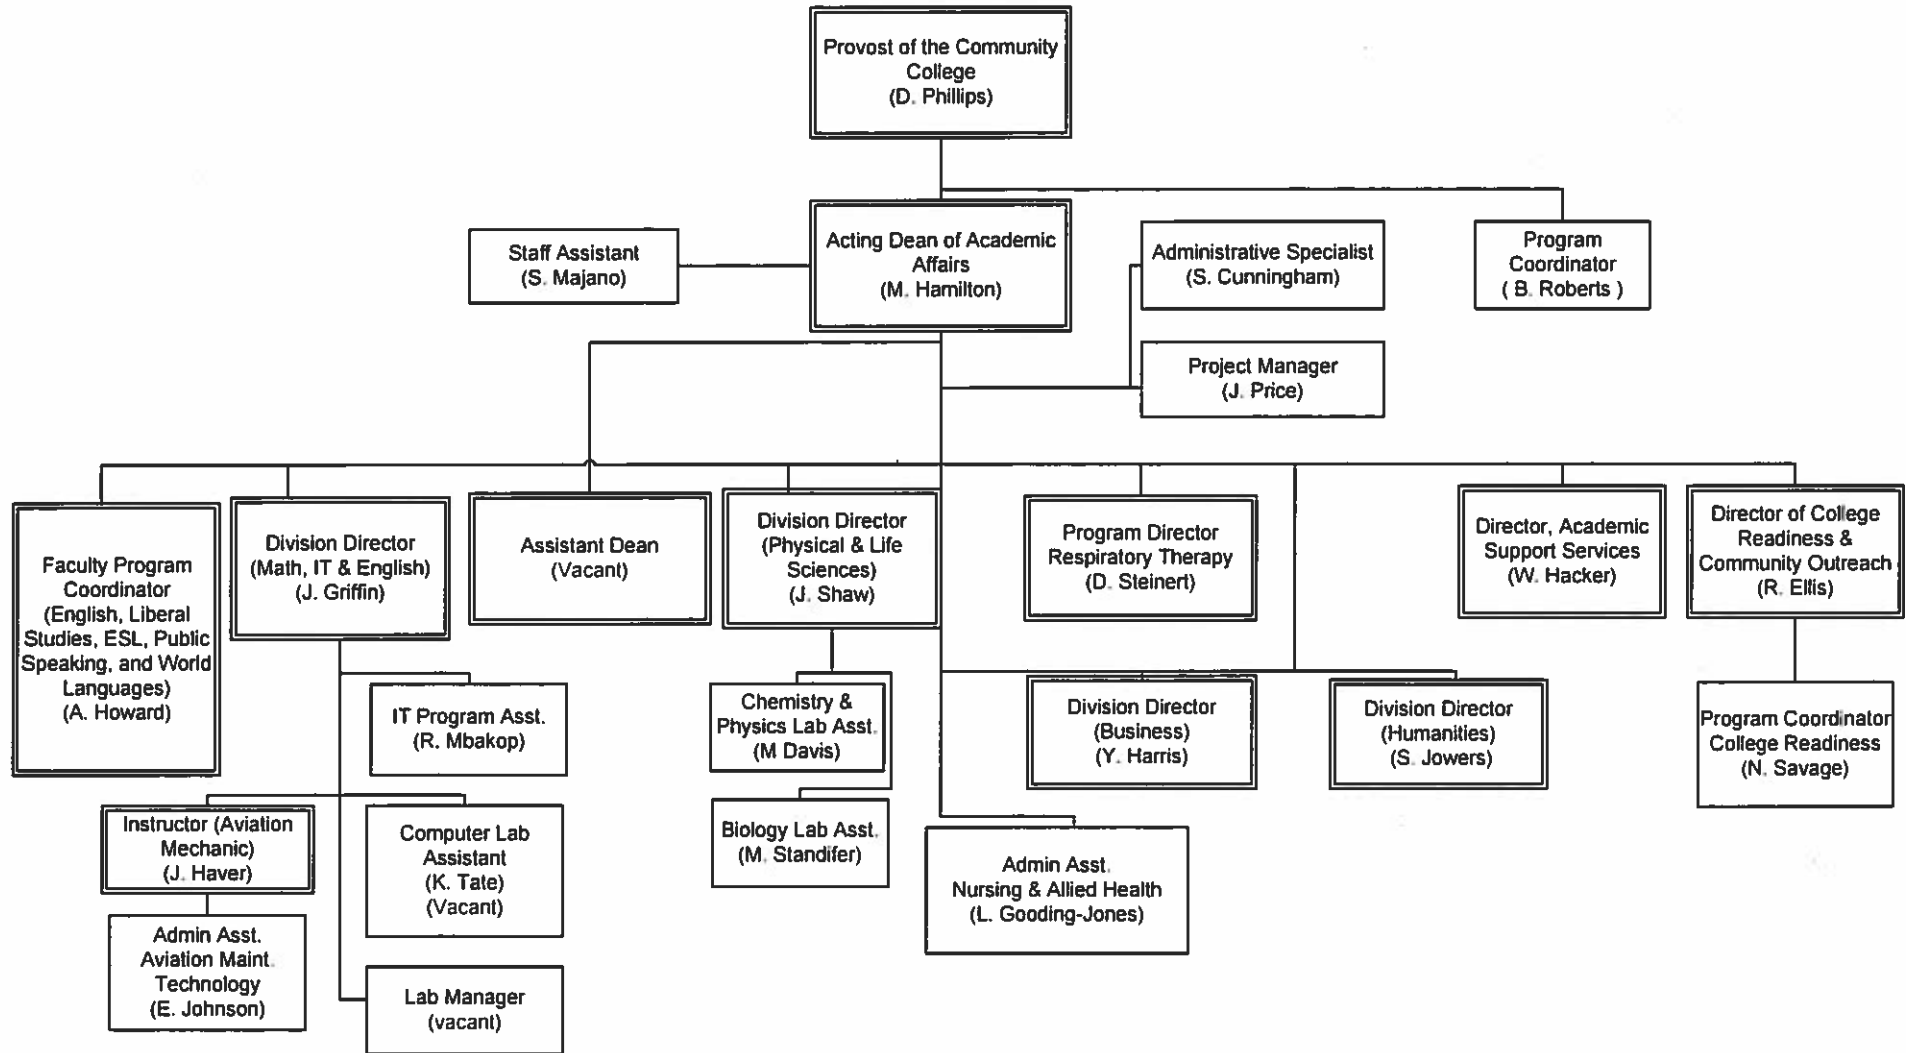 Provost of the Community
College
(D. Phillips)
Staff Assistant
(S. Majano)
Acting Dean of Academic
Affairs
(M. Hamilton)
Administrative Specialist
(S. Cunningham)
Program
Coordinator
( B. Roberts )
Project Manager
(J. Price)
Faculty Program
Coordinator
(English, Liberal
Studies, ESL, Public
Speaking, and World
Languages)
(A. Howard)
Division Director
(Math, IT & English)
(J. Griffin)
Assistant Dean
(Vacant)
Division Director
(Physical & Life
Sciences)
(J. Shaw)
Program Director
Respiratory Therapy
(D. Steinert)
Director, Academic
Support Services
(W. Hacker)
Director of College
Readiness &
Community Outreach
(R. Ellis)
IT Program Asst.
(R. Mbakop)
Chemistry &
Physics Lab Asst.
(M Davis)
Division Director
(Business)
(Y. Harris)
Division Director
(Humanities)
(S. Jowers)
Program Coordinator
College Readiness
(N. Savage)
Instructor (Aviation
Mechanic)
(J. Haver)
Computer Lab
Assistant
(K. Tate)
(Vacant)
Biology Lab Asst.
(M. Standifer)
Admin Asst.
Nursing & Allied Health
(L. Gooding-Jones)
Admin Asst.
Aviation Maint.
Technology
(E. Johnson)
Lab Manager
(vacant)